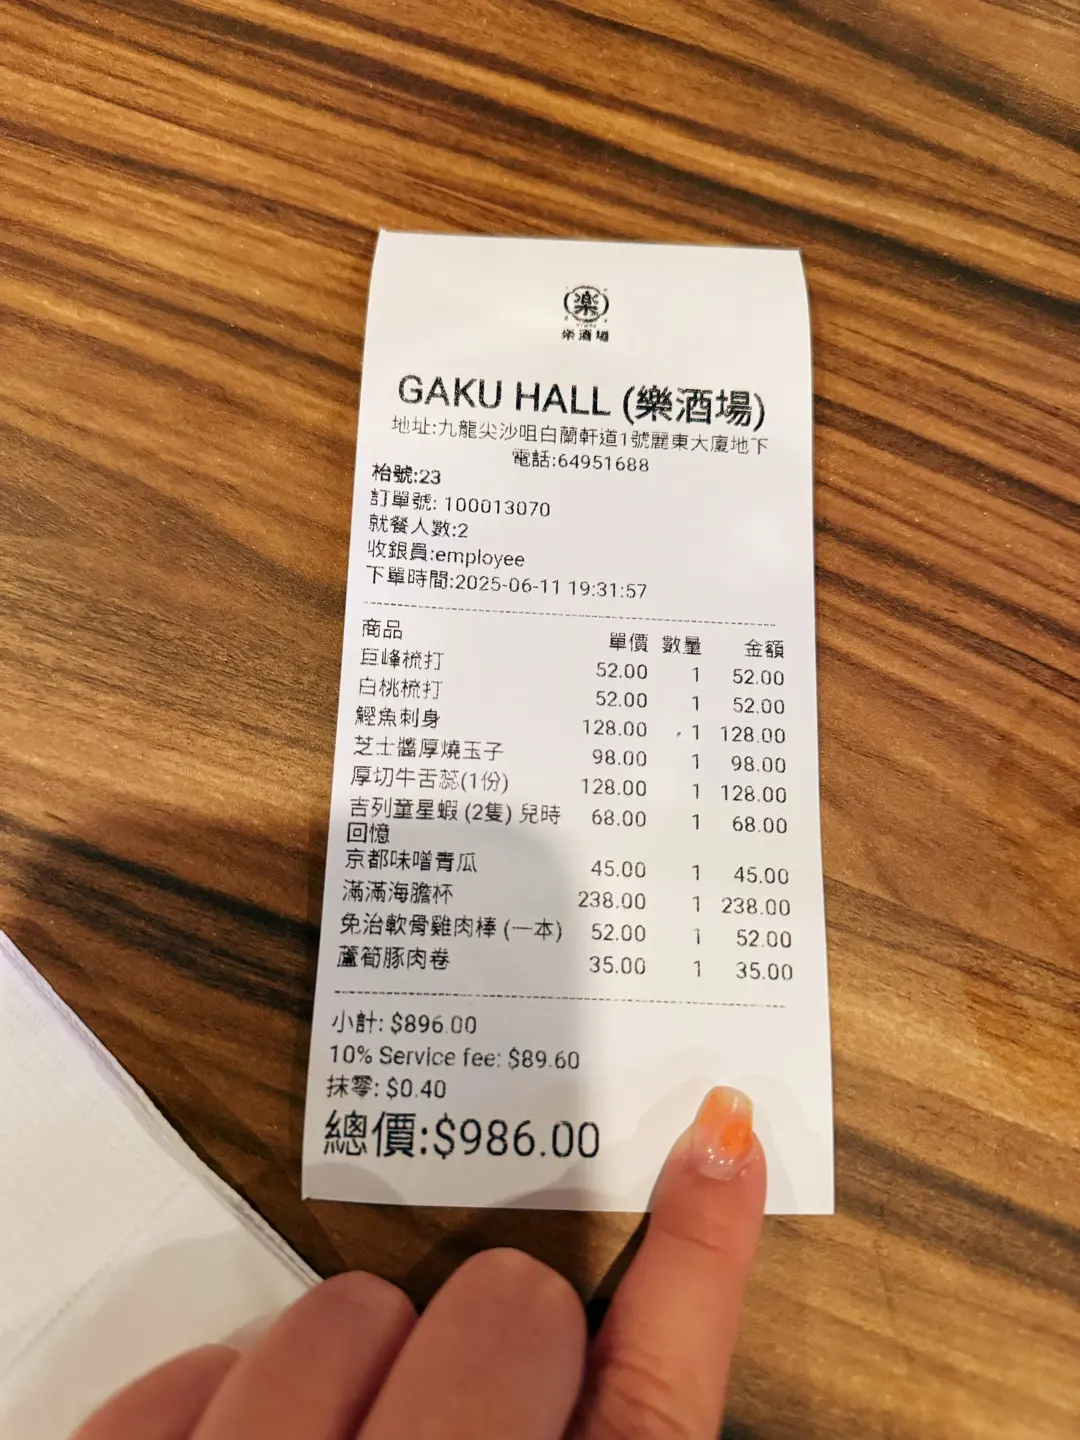 楽
樂酒場
GAKU HALL (樂酒場)
地址:九龍尖沙咀白蘭軒道1號麗東大廈地下
電話:64951688
枱號:23
訂單號: 100013070
就餐人數:2
收銀員:employee
下單時間:2025-06-11 19:31:57
商品 單價 數量 金額
巨峰梳打 52.00 1 52.00
白桃梳打 52.00 1 52.00
鰹魚刺身 128.00 1 128.00
芝士醬厚燒玉子 98.00 1 98.00
厚切牛舌蕊(1份) 128.00 1 128.00
吉列童星蝦 (2隻) 兒時 68.00 1 68.00
回憶
京都味噌青瓜 45.00 1 45.00
滿滿海膽杯 238.00 1 238.00
免治軟骨雞肉棒 (一本) 52.00 1 52.00
蘆筍豚肉卷 35.00 1 35.00
小計: $896.00
10% Service fee: $89.60
抹零: $0.40
總價:$986.00